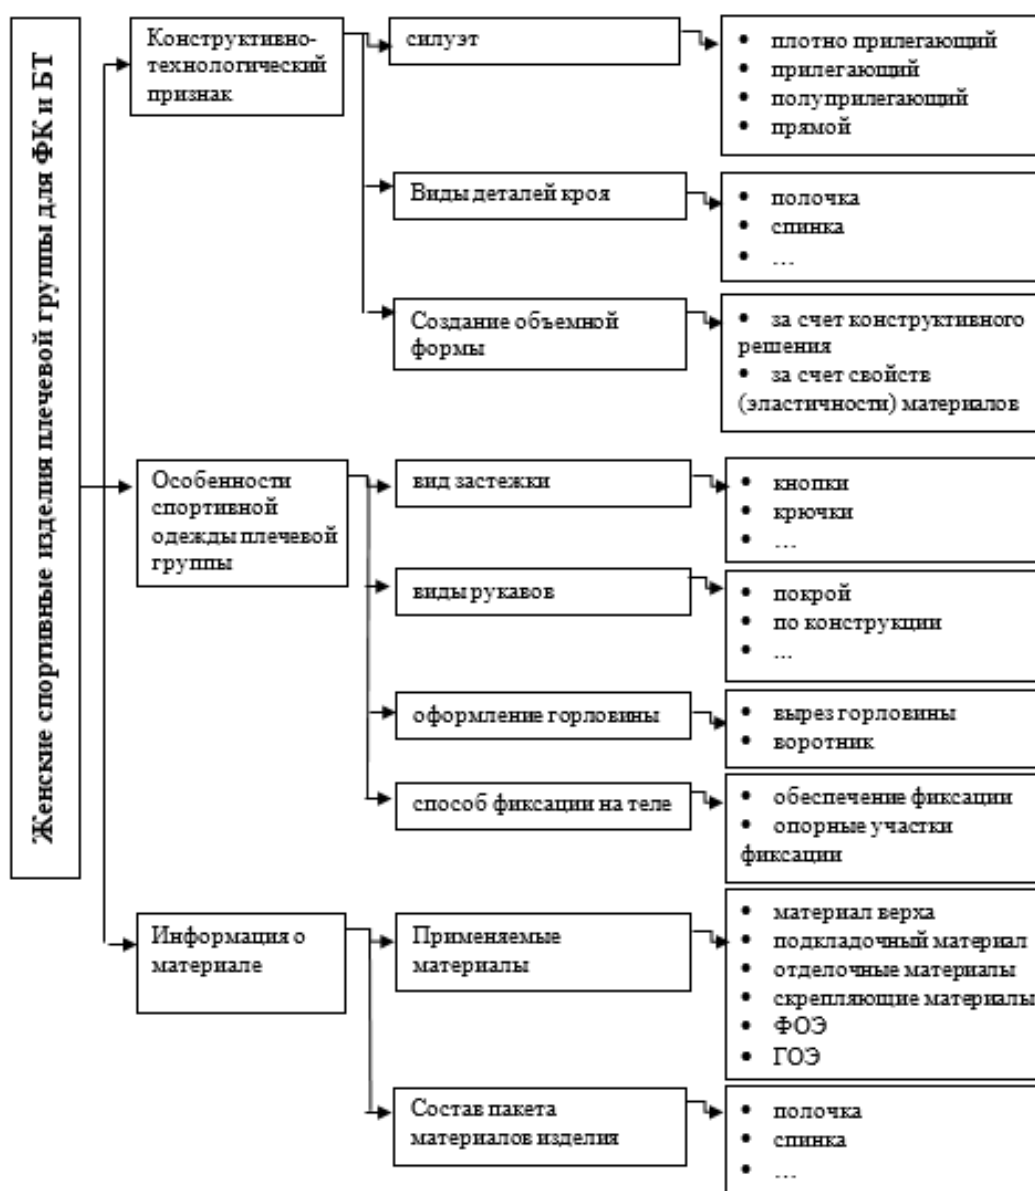 Женские спортивные изделия плечевой группы для ФК и БТ
Конструктивно-
технологический
признак
силуэт
• плотно прилегающий
• прилегающий
• полуприлегающий
• прямой
Виды деталей кроя
• полочка
• спинка
• ...
Создание объемной
формы
• за счет конструктивного
решения
• за счет свойств
(эластичности) материалов
Особенности
спортивной
одежды плечевой
группы
вид застежки
• кнопки
• крючки
• ...
виды рукавов
• покрой
• по конструкции
• ...
оформление горловины
• вырез горловины
• воротник
способ фиксации на теле
• обеспечение фиксации
• опорные участки
фиксации
Информация о
материале
Применяемые
материалы
• материал верха
• подкладочный материал
• отделочные материалы
• скрепляющие материалы
• ФОЭ
• ГОЭ
Состав пакета
материалов изделия
• полочка
• спинка
• ...